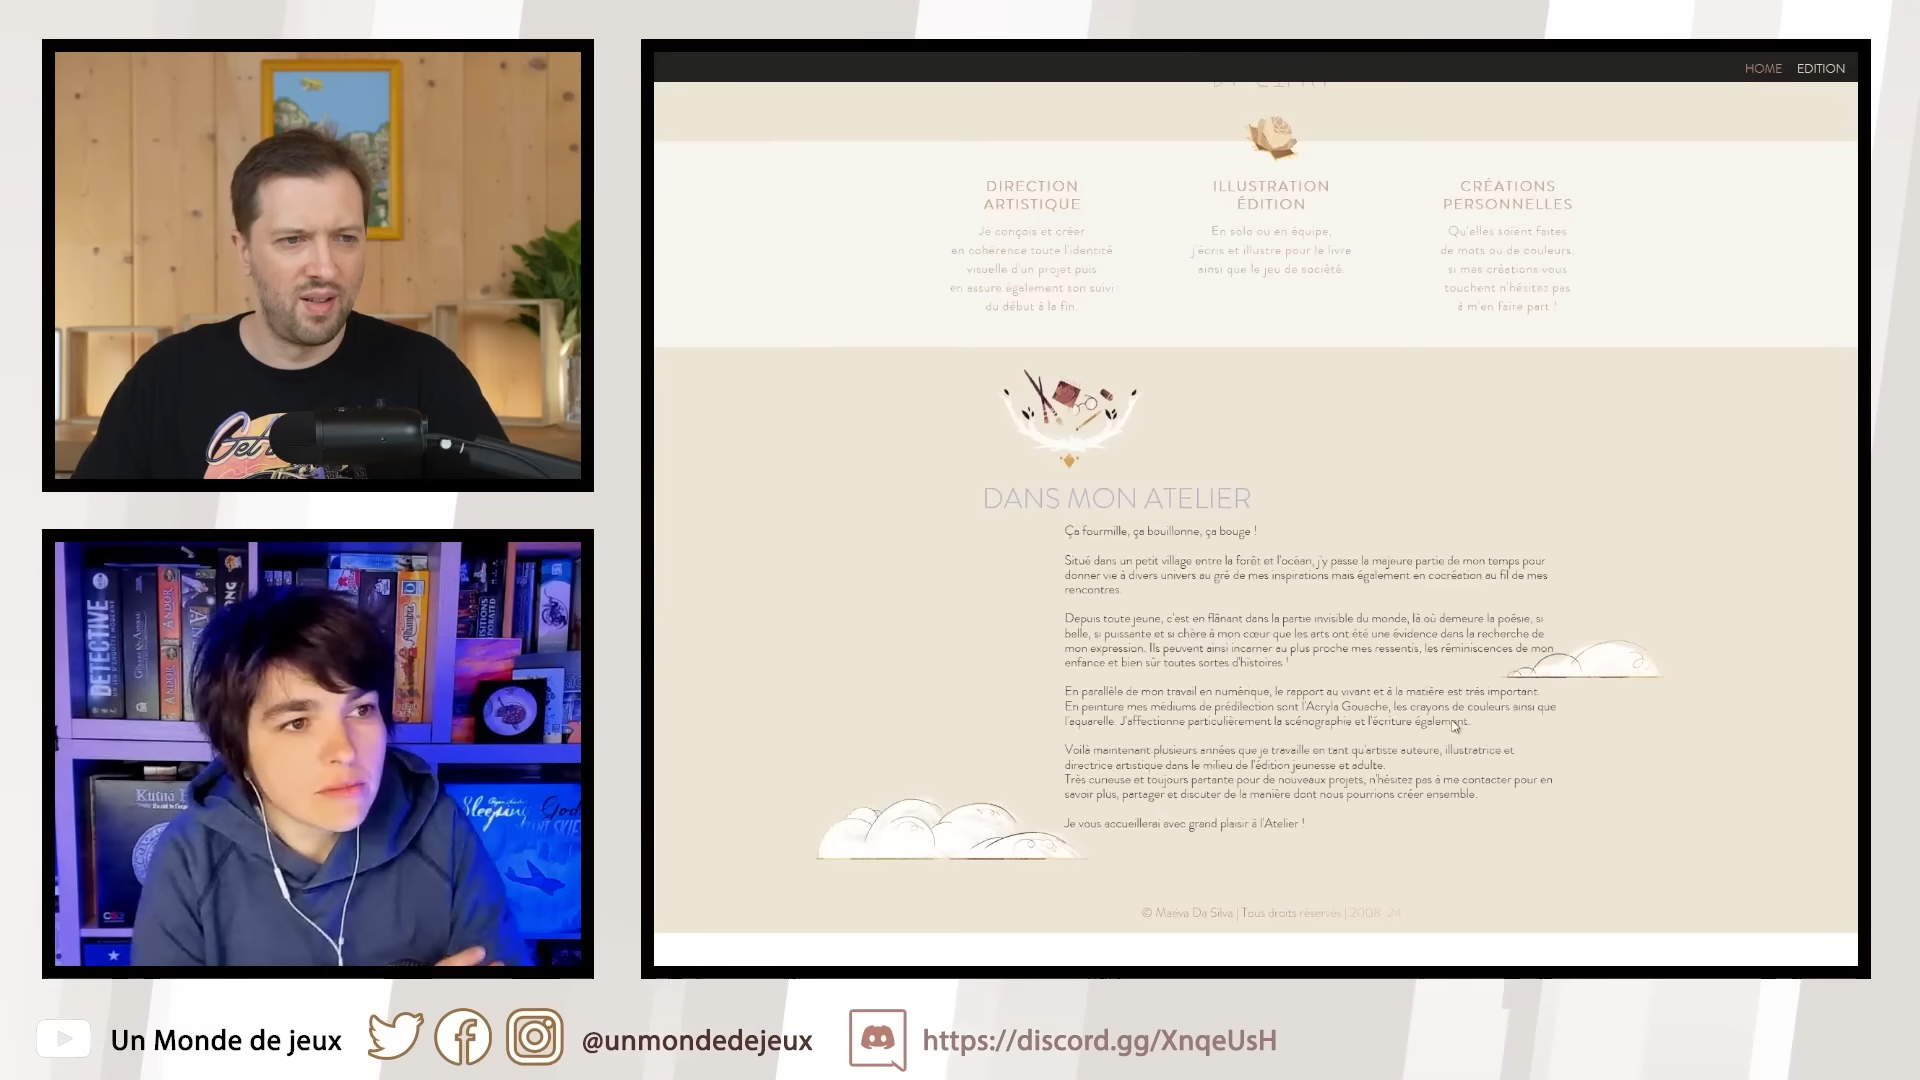 HOME EDITION
DIRECTION
ARTISTIQUE
Je conçois et créer
en cohérence toute l'identité
visuelle d'un projet puis
en assure également son suivi
du début à la fin.
ILLUSTRATION
ÉDITION
En solo ou en équipe,
j'écris et illustre pour le livre
ainsi que le jeu de société.
CRÉATIONS
PERSONNELLES
Qu'elles soient faites
de mots ou de couleurs,
si mes créations vous
touchent n'hésitez pas
à m'en faire part !
DANS MON ATELIER
Ça fourmille, ça bouillonne, ça bouge !
Situé dans un petit village entre la forêt et l'océan, j'y passe la majeure partie de mon temps pour
donner vie à divers univers au gré de mes inspirations mais également en cocréation au fil de mes
rencontres.
Depuis toute jeune, c'est en flânant dans la partie invisible du monde, là où demeure la poésie, si
belle, si puissante et si chère à mon cœur que les arts ont été une évidence dans la recherche de
mon expression. Ils peuvent ainsi incarner au plus proche mes ressentis, les réminiscences de mon
enfance et bien sûr toutes sortes d'histoires !
En parallèle de mon travail en numérique, le rapport au vivant et à la matière est très important.
En peinture mes médiums de prédilection sont l'Acryla Gouache, les crayons de couleurs ainsi que
l'aquarelle. J'affectionne particulièrement la scénographie et l'écriture également.
Voilà maintenant plusieurs années que je travaille en tant qu'artiste auteure, illustratrice et
directrice artistique dans le milieu de l'édition jeunesse et adulte.
Très curieuse et toujours partante pour de nouveaux projets, n'hésitez pas à me contacter pour en
savoir plus, partager et discuter de la manière dont nous pourrions créer ensemble.
Je vous accueillerai avec grand plaisir à l'Atelier !
© Maëva Da Silva | Tous droits réservés | 2008-24
Get
DETECTIVE
ANDOR
ANDOR
Alhambra
Kutná
Sleeping Gods
CGE
Un Monde de jeux
@unmondedejeux
https://discord.gg/XnqeUsH